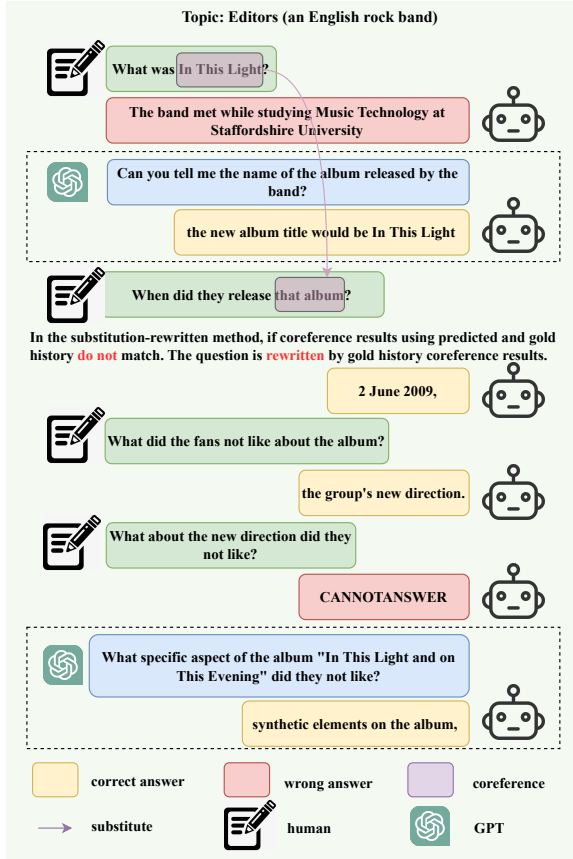 Topic: Editors (an English rock band)
What was In This Light?
The band met while studying Music Technology at
Staffordshire University
Can you tell me the name of the album released by the
band?
the new album title would be In This Light
When did they release that album?
In the substitution-rewritten method, if coreference results using predicted and gold
history do not match. The question is rewritten by gold history coreference results.
2 June 2009,
What did the fans not like about the album?
the group's new direction.
What about the new direction did they
not like?
CANNOTANSWER
What specific aspect of the album "In This Light and on
This Evening" did they not like?
synthetic elements on the album,
correct answer
wrong answer
coreference
substitute
human
GPT